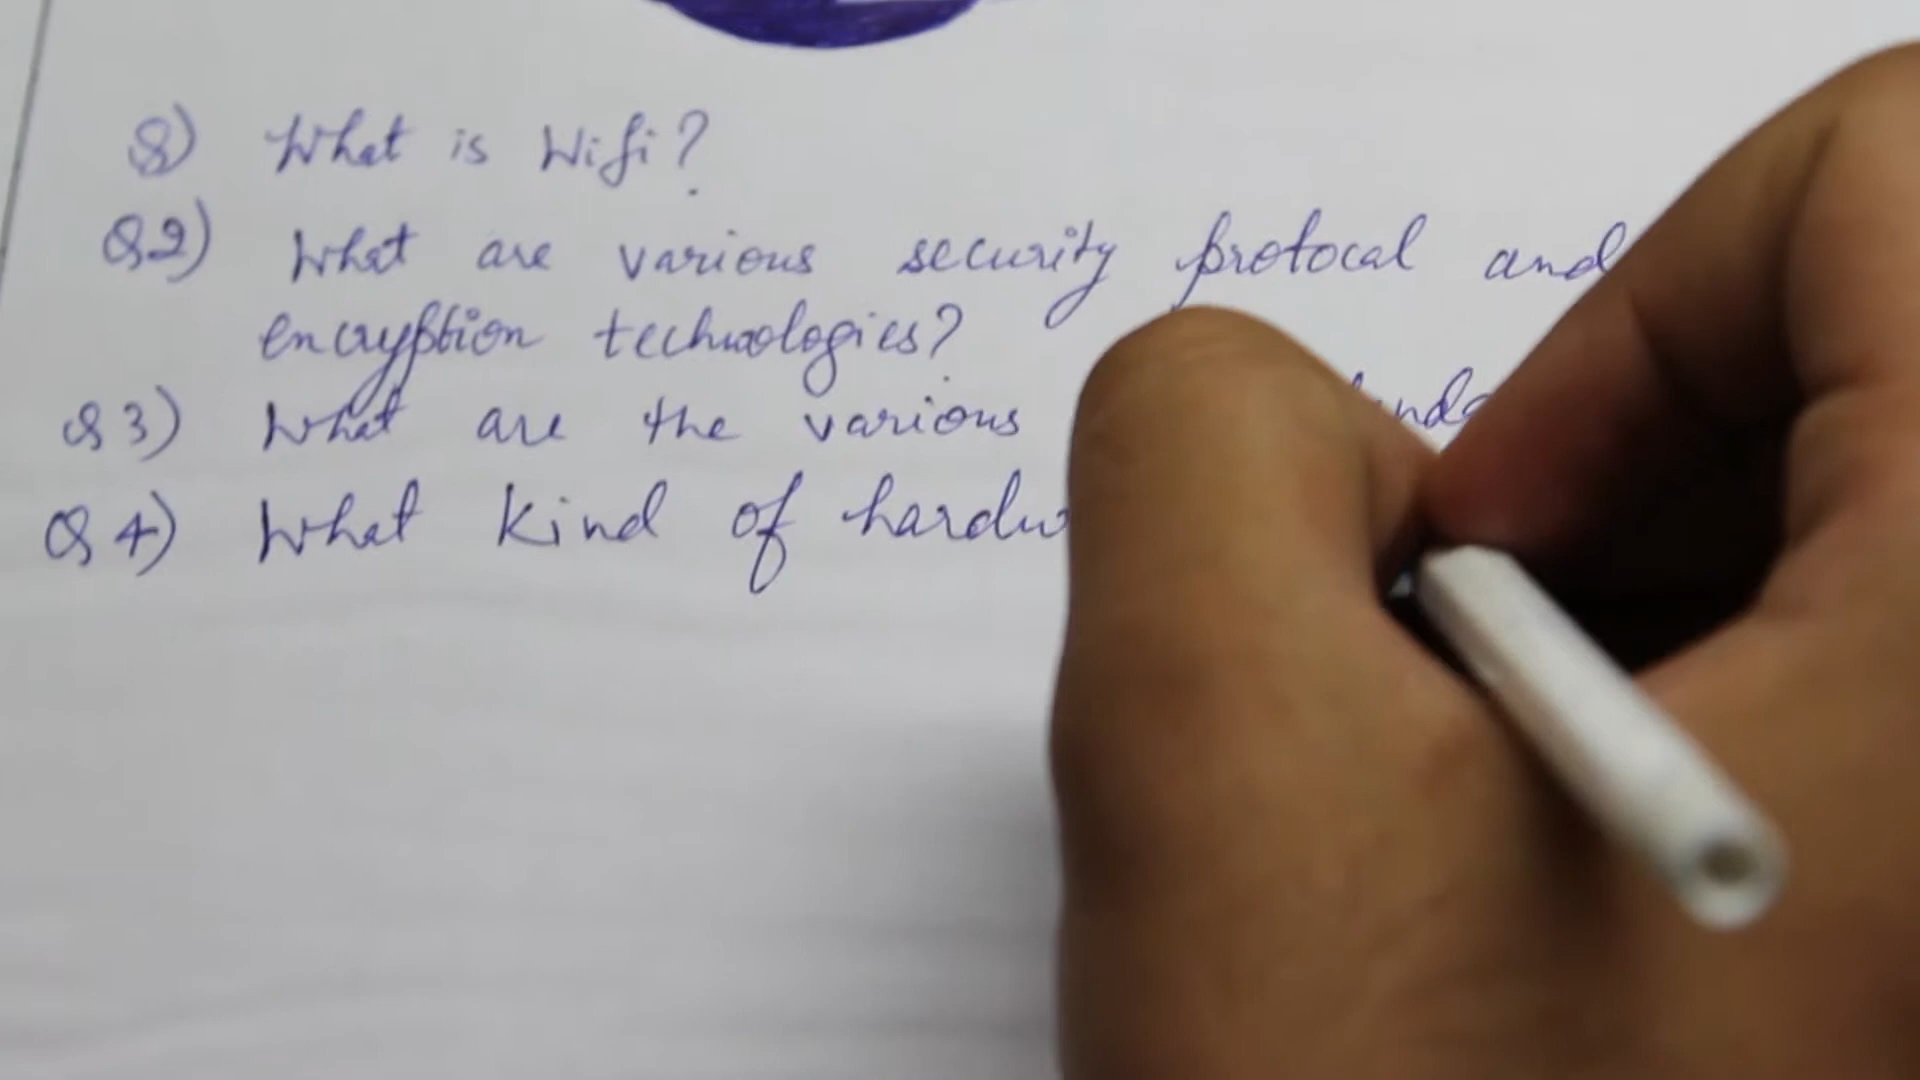 Q) What is Wifi?
Q2) What are various security protocal and
encryption technologies?
Q3) What are the various
Q4) What kind of